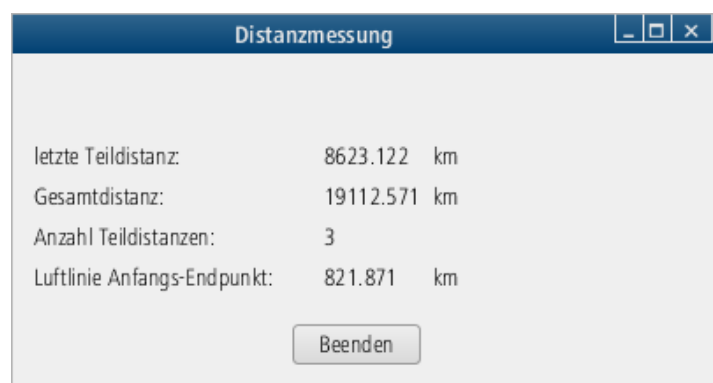 Distanzmessung
letzte Teildistanz: 8623.122 km
Gesamtdistanz: 19112.571 km
Anzahl Teildistanzen: 3
Luftlinie Anfangs-Endpunkt: 821.871 km
Beenden